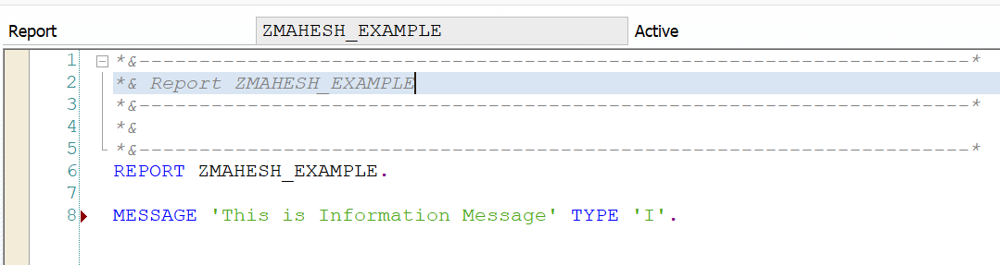 Report ZMAHESH_EXAMPLE Active
1 *&---------------------------------------------------------------------*
2 *& Report ZMAHESH_EXAMPLE
3 *&---------------------------------------------------------------------*
4 *&
5 *&---------------------------------------------------------------------*
6 REPORT ZMAHESH_EXAMPLE.
7
8 MESSAGE 'This is Information Message' TYPE 'I'.